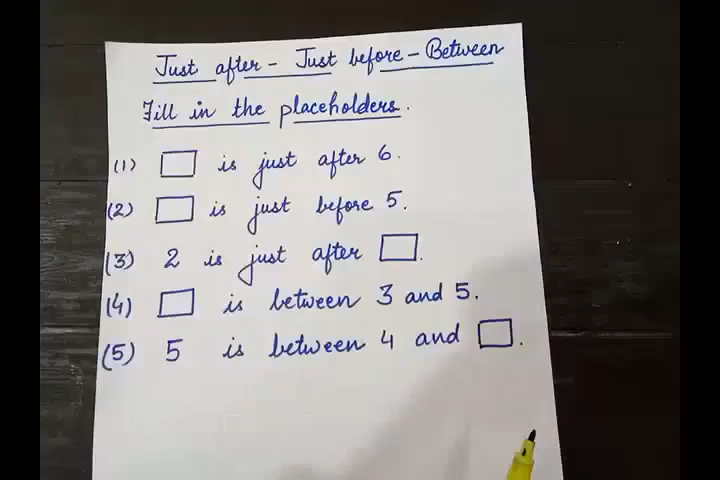 Just after - Just before - Between
Fill in the placeholders.
(1) □ is just after 6.
(2) □ is just before 5.
(3) 2 is just after □.
(4) □ is between 3 and 5.
(5) 5 is between 4 and □.